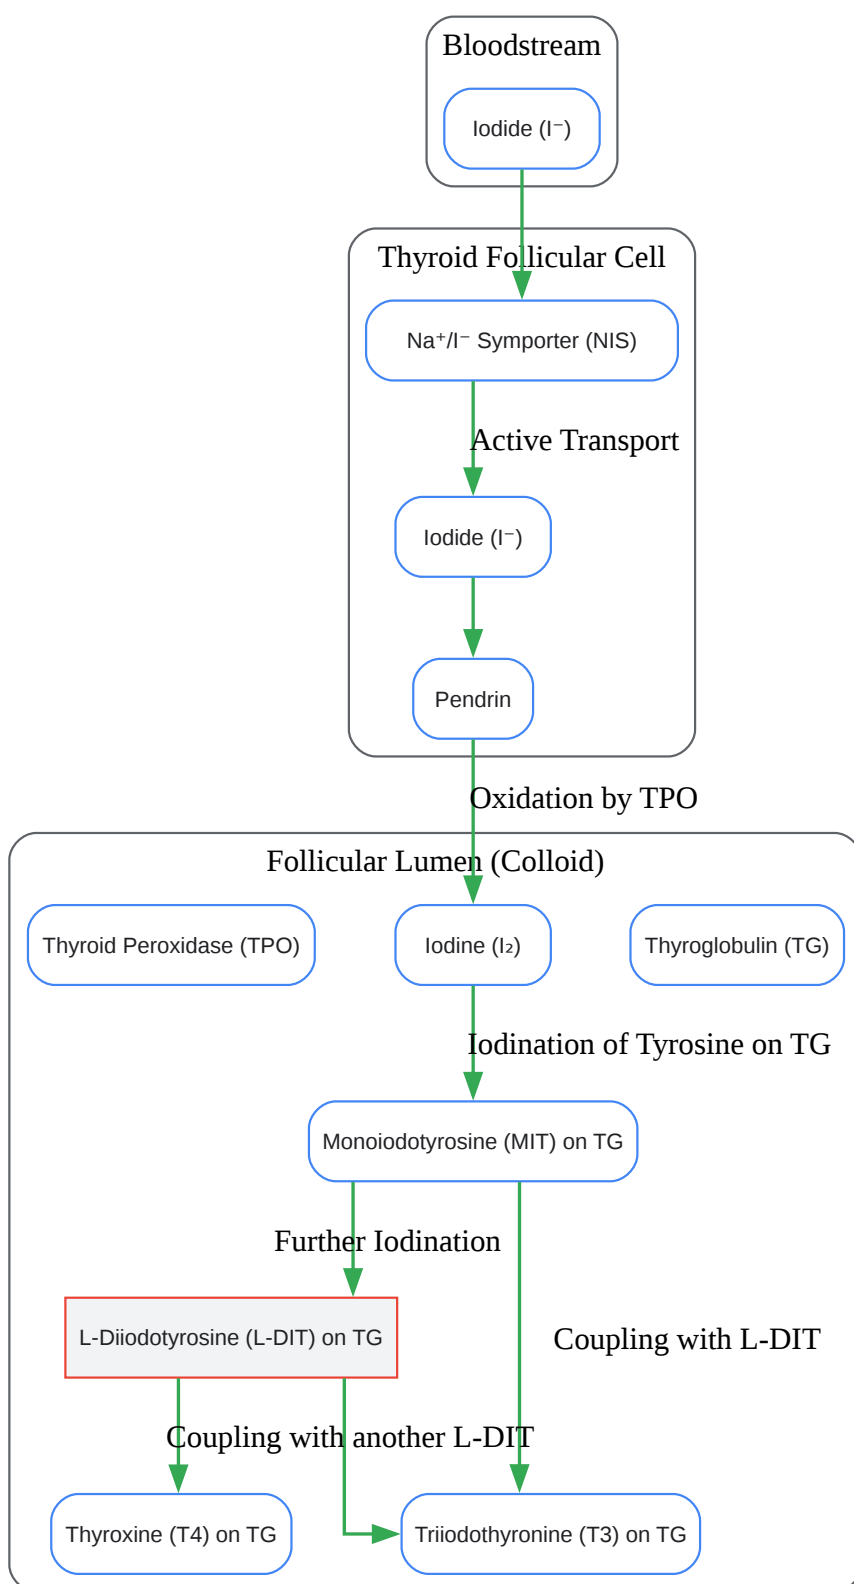 Bloodstream
Iodide (I⁻)
Thyroid Follicular Cell
Na⁺/I⁻ Symporter (NIS)
Active Transport
Iodide (I⁻)
Pendrin
Oxidation by TPO
Follicular Lumen (Colloid)
Thyroid Peroxidase (TPO)
Iodine (I₂)
Thyroglobulin (TG)
Iodination of Tyrosine on TG
Monoiodotyrosine (MIT) on TG
Further Iodination
L-Diiodotyrosine (L-DIT) on TG
Coupling with L-DIT
Coupling with another L-DIT
Thyroxine (T4) on TG
Triiodothyronine (T3) on TG